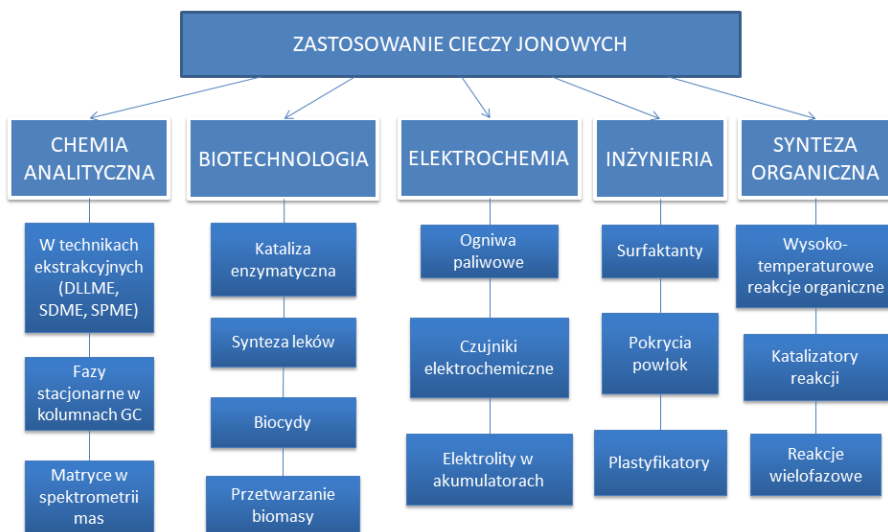 ZASTOSOWANIE CIECZY JONOWYCH
CHEMIA
ANALITYCZNA
W technikach
ekstrakcyjnych
(DLLME,
SDME, SPME)
Fazy
stacjonarne w
kolumnach GC
Matryce w
spektrometrii
mas
BIOTECHNOLOGIA
Kataliza
enzymatyczna
Synteza leków
Biocydy
Przetwarzanie
biomasy
ELEKTROCHEMIA
Ogniwa
paliwowe
Czujniki
elektrochemiczne
Elektrolity w
akumulatorach
INŻYNIERIA
Surfaktanty
Pokrycia
powłok
Plastyfikatory
SYNTEZA
ORGANICZNA
Wysoko-
temperaturowe
reakcje organiczne
Katalizatory
reakcji
Reakcje
wielofazowe